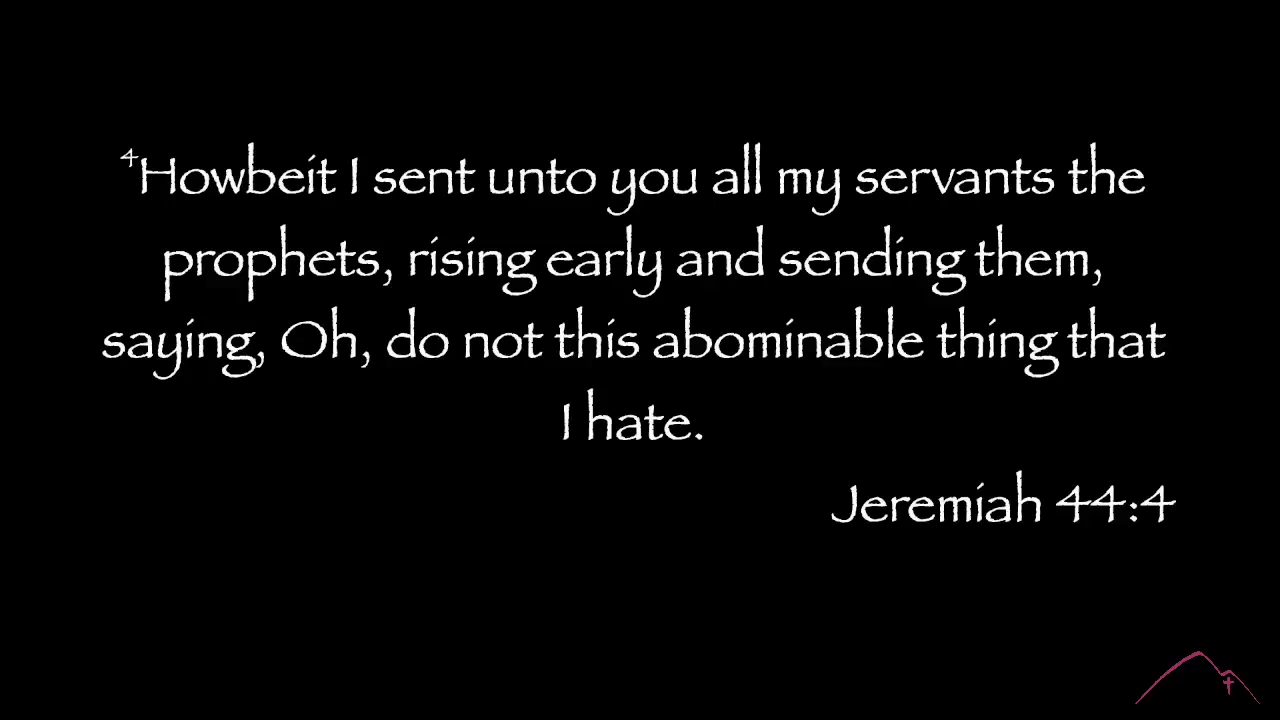 ⁴Howbeit I sent unto you all my servants the
prophets, rising early and sending them,
saying, Oh, do not this abominable thing that
I hate.
Jeremiah 44:4